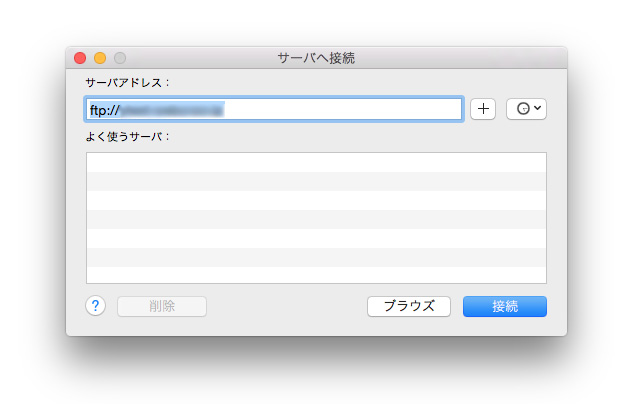 サーバへ接続
サーバアドレス：
ftp://
よく使うサーバ：
?
削除
ブラウズ
接続